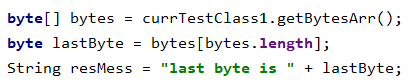 byte[] bytes = currTestClass1.getBytesArr();
byte lastByte = bytes[bytes.length];
String resMess = "last byte is " + lastByte;